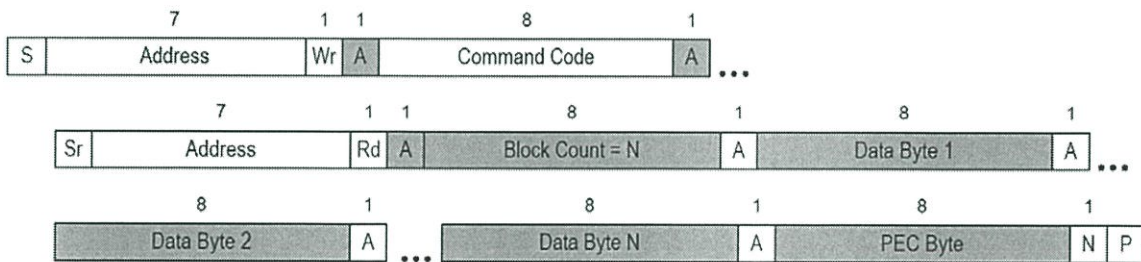 7 1 1 8 1
S Address Wr A Command Code A ...
7 1 1 8 1 8 1
Sr Address Rd A Block Count = N A Data Byte 1 A ...
8 1 8 1 8 1
Data Byte 2 A ... Data Byte N A PEC Byte N P